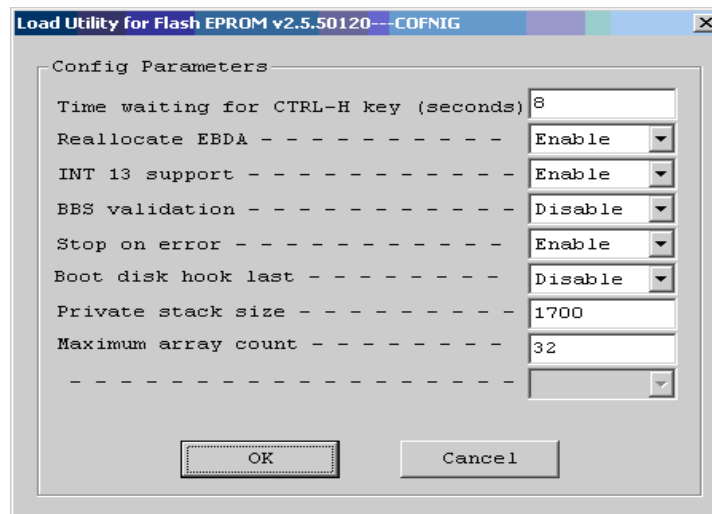 Load Utility for Flash EPROM v2.5.50120---COFNIG
Config Parameters
Time waiting for CTRL-H key (seconds) 8
Reallocate EBDA - - - - - - - - - - - Enable
INT 13 support - - - - - - - - - - - Enable
BBS validation - - - - - - - - - - - Disable
Stop on error - - - - - - - - - - - Enable
Boot disk hook last - - - - - - - - Disable
Private stack size - - - - - - - - - 1700
Maximum array count - - - - - - - - 32
- - - - - - - - - - - - - - - - - -
OK Cancel